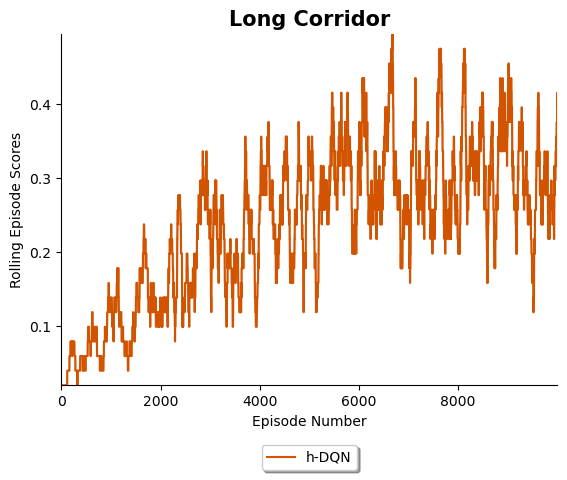 Long Corridor
Rolling Episode Scores
0.4
0.3
0.2
0.1
0
2000
4000
6000
8000
Episode Number
h-DQN